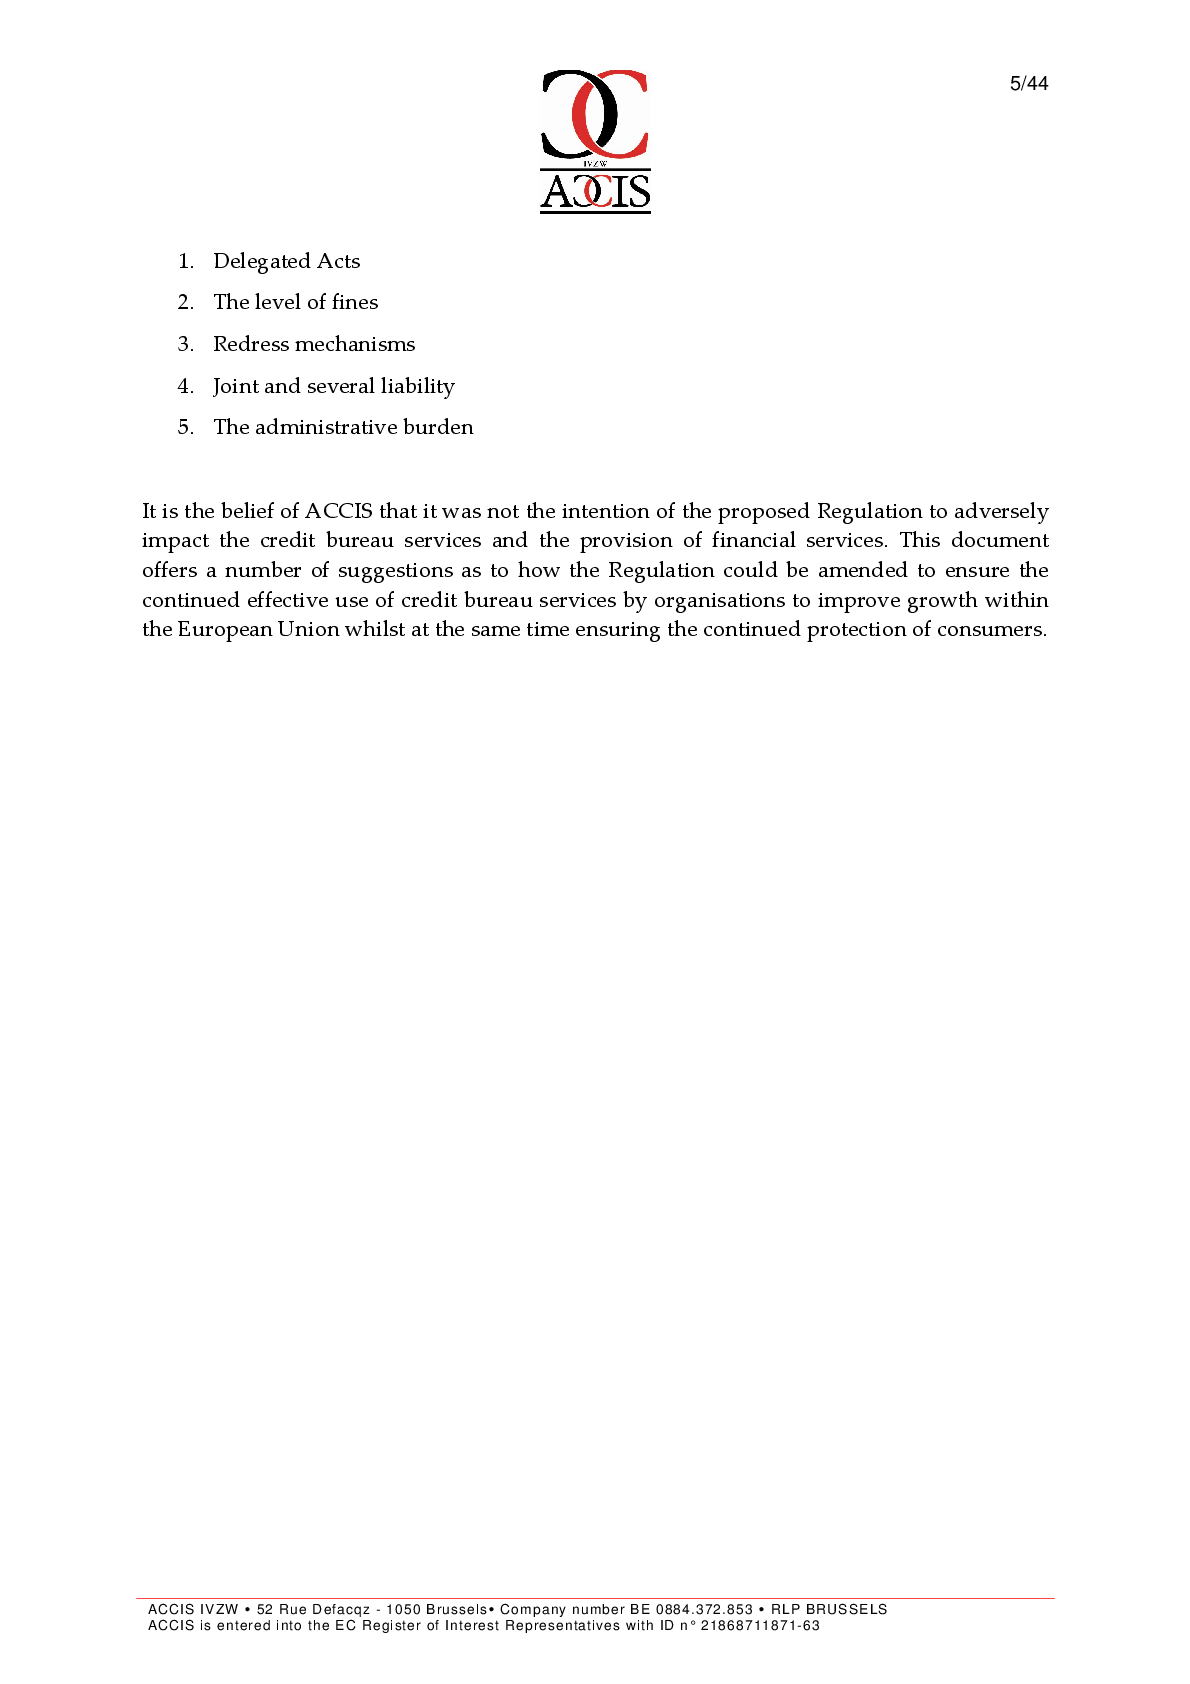 5/44
IVZW
ACCIS
1. Delegated Acts
2. The level of fines
3. Redress mechanisms
4. Joint and several liability
5. The administrative burden
It is the belief of ACCIS that it was not the intention of the proposed Regulation to adversely
impact the credit bureau services and the provision of financial services. This document
offers a number of suggestions as to how the Regulation could be amended to ensure the
continued effective use of credit bureau services by organisations to improve growth within
the European Union whilst at the same time ensuring the continued protection of consumers.
ACCIS IVZW • 52 Rue Defacqz - 1050 Brussels• Company number BE 0884.372.853 • RLP BRUSSELS
ACCIS is entered into the EC Register of Interest Representatives with ID n° 21868711871-63